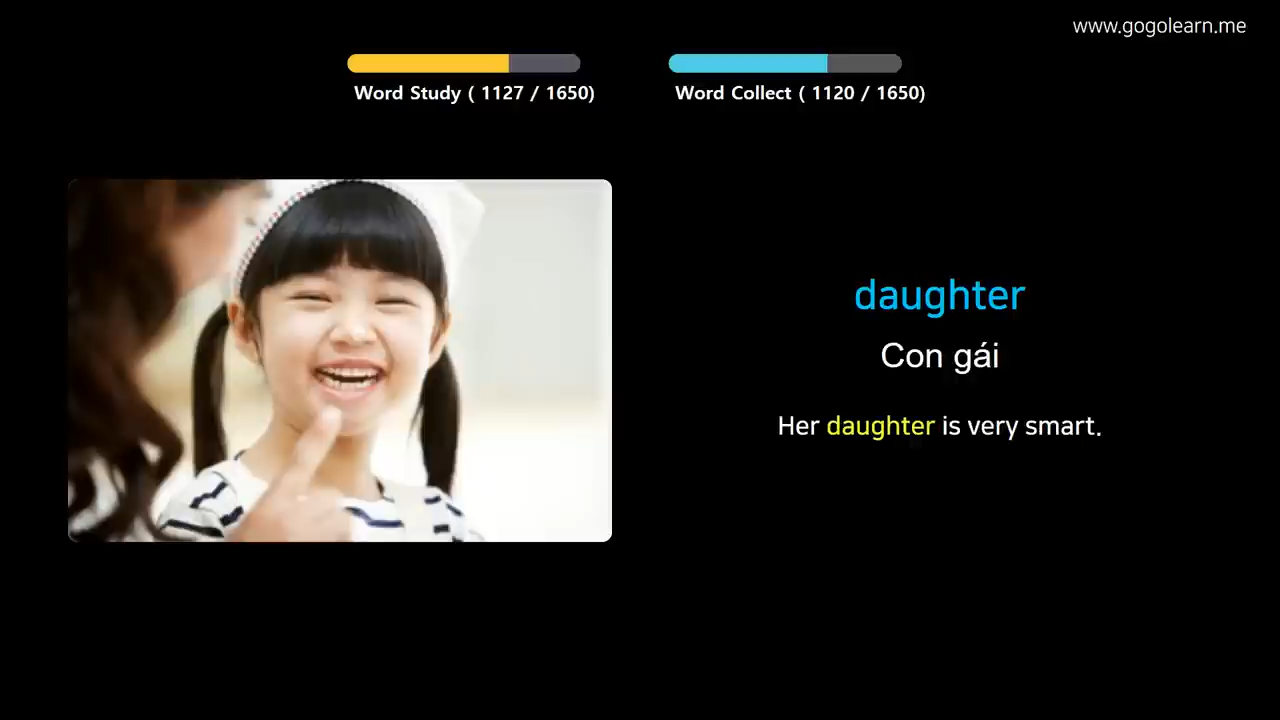 www.gogolearn.me
Word Study ( 1127 / 1650)
Word Collect ( 1120 / 1650)
daughter
Con gái
Her daughter is very smart.